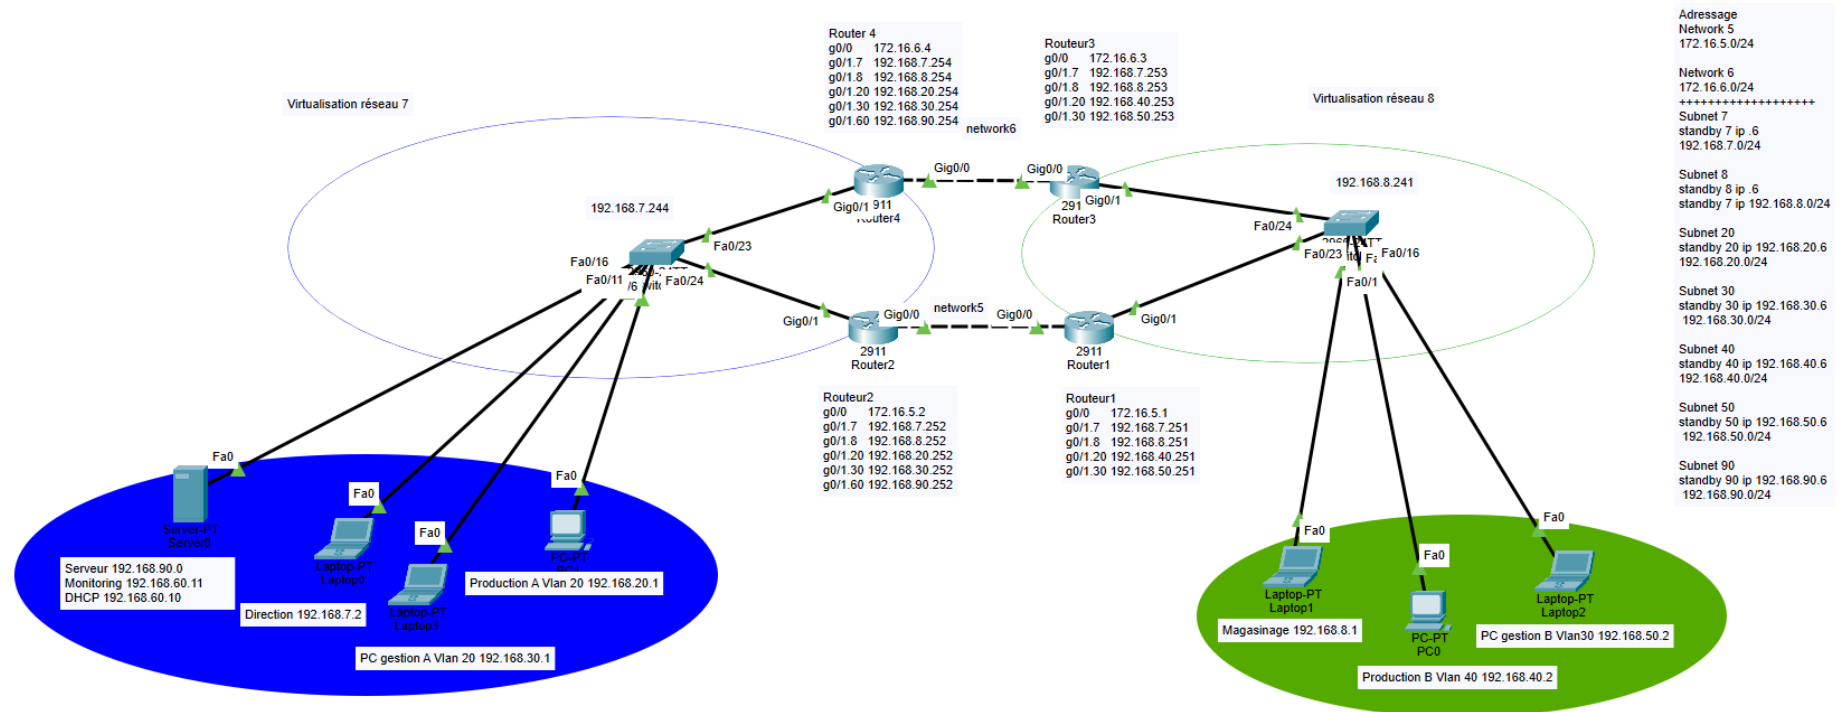 Virtualisation réseau 7
Router 4
g0/0 172.16.6.4
g0/1.7 192.168.7.254
g0/1.8 192.168.8.254
g0/1.20 192.168.20.254
g0/1.30 192.168.30.254
g0/1.60 192.168.90.254
network6
Routeur3
g0/0 172.16.6.3
g0/1.7 192.168.7.253
g0/1.8 192.168.8.253
g0/1.20 192.168.40.253
g0/1.30 192.168.50.253
Virtualisation réseau 8
Adressage
Network 5
172.16.5.0/24
Network 6
172.16.6.0/24
+++++++++++++++++++
Subnet 7
standby 7 ip .6
192.168.7.0/24
Subnet 8
standby 8 ip .6
standby 7 ip 192.168.8.0/24
Subnet 20
standby 20 ip 192.168.20.6
192.168.20.0/24
Subnet 30
standby 30 ip 192.168.30.6
192.168.30.0/24
Subnet 40
standby 40 ip 192.168.40.6
192.168.40.0/24
Subnet 50
standby 50 ip 192.168.50.6
192.168.50.0/24
Subnet 90
standby 90 ip 192.168.90.6
192.168.90.0/24
Gig0/0
Gig0/0
Gig0/1
911
Router4
291
Gig0/1
Router3
192.168.7.244
192.168.8.241
Fa0/23
Fa0/16
Fa0/11
/6
Fa0/24
Fa0/24
Fa0/23
Fa0/16
Fa0/1
Gig0/1
Gig0/0
network5
Gig0/0
Gig0/1
2911
Router2
2911
Router1
Routeur2
g0/0 172.16.5.2
g0/1.7 192.168.7.252
g0/1.8 192.168.8.252
g0/1.20 192.168.20.252
g0/1.30 192.168.30.252
g0/1.60 192.168.90.252
Routeur1
g0/0 172.16.5.1
g0/1.7 192.168.7.251
g0/1.8 192.168.8.251
g0/1.20 192.168.40.251
g0/1.30 192.168.50.251
Fa0
Fa0
Fa0
Fa0
Server-PT
Server0
Laptop-PT
Laptop0
Laptop-PT
Laptop3
PC-PT
PC1
Serveur 192.168.90.0
Monitoring 192.168.60.11
DHCP 192.168.60.10
Direction 192.168.7.2
Production A Vlan 20 192.168.20.1
PC gestion A Vlan 20 192.168.30.1
Fa0
Fa0
Fa0
Laptop-PT
Laptop1
PC-PT
PC0
Laptop-PT
Laptop2
Magasinage 192.168.8.1
PC gestion B Vlan30 192.168.50.2
Production B Vlan 40 192.168.40.2